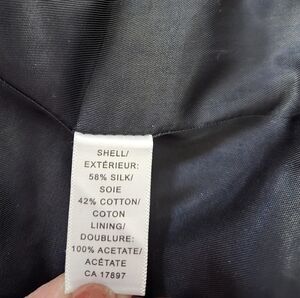 SHELL/
EXTÉRIEUR:
58% SILK/
SOIE
42% COTTON/
COTON
LINING/
DOUBLURE:
100% ACETATE/
ACÉTATE
CA 17897